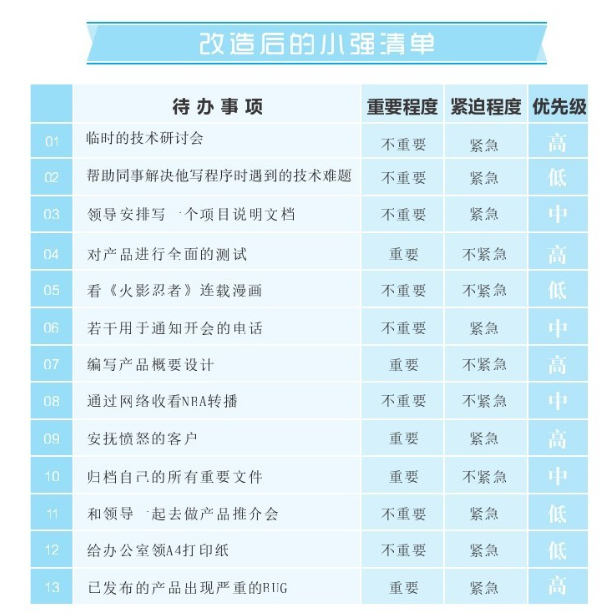 改造后的小强清单
待办事项 重要程度 紧迫程度 优先级
01 临时的技术研讨会 不重要 紧急 高
02 帮助同事解决他写程序时遇到的技术难题 不重要 紧急 低
03 领导安排写一个项目说明文档 不重要 紧急 中
04 对产品进行全面的测试 重要 不紧急 高
05 看《火影忍者》连载漫画 不重要 不紧急 低
06 若干用于通知开会的电话 不重要 紧急 中
07 编写产品概要设计 重要 不紧急 高
08 通过网络收看NBA转播 不重要 不紧急 中
09 安抚愤怒的客户 重要 紧急 高
10 归档自己的所有重要文件 重要 不紧急 中
11 和领导一起去做产品推介会 不重要 紧急 低
12 给办公室领A4打印纸 不重要 紧急 低
13 已发布的产品出现严重的BUG 重要 紧急 高